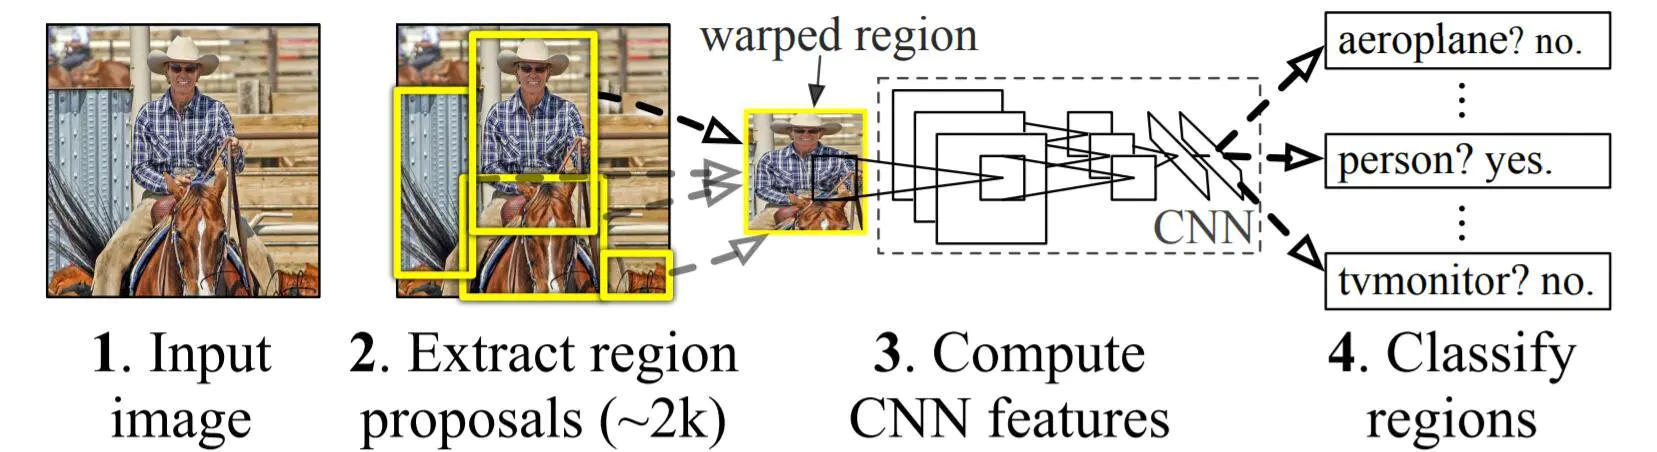 warped region
aeroplane? no.
person? yes.
CNN
tvmonitor? no.
1. Input
image
2. Extract region
proposals (~2k)
3. Compute
CNN features
4. Classify
regions